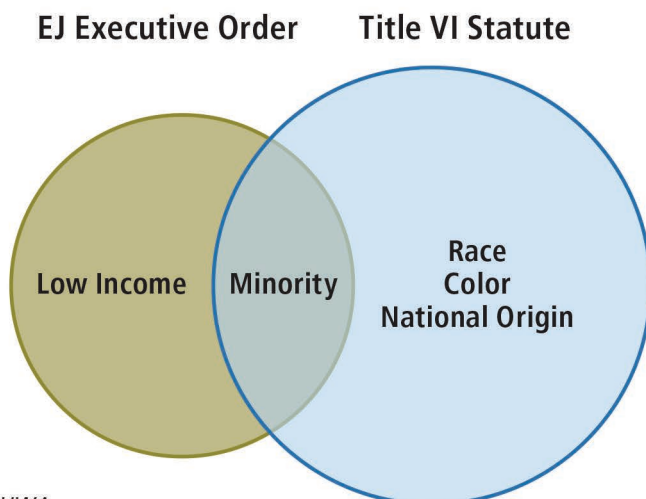 EJ Executive Order
Title VI Statute
Low Income
Minority
Race
Color
National Origin